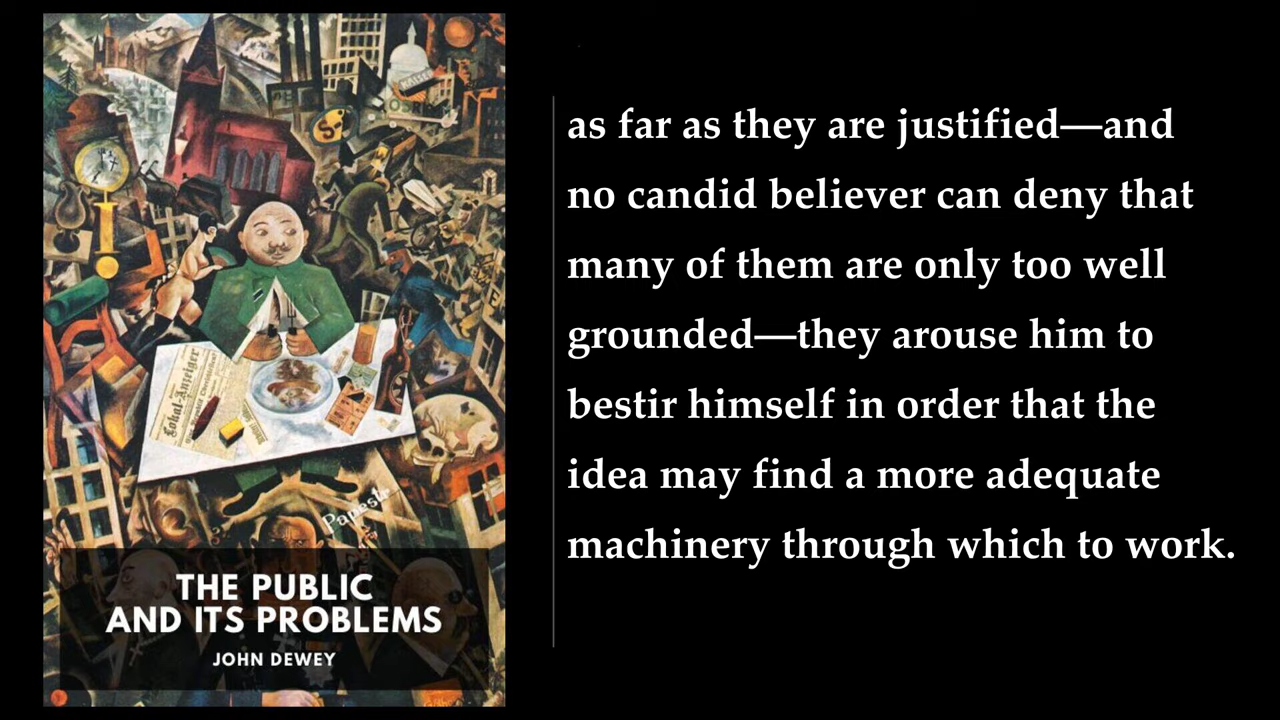 as far as they are justified—and
no candid believer can deny that
many of them are only too well
grounded—they arouse him to
bestir himself in order that the
idea may find a more adequate
machinery through which to work.
Lokal-Anzeiger
THE PUBLIC
AND ITS PROBLEMS
JOHN DEWEY